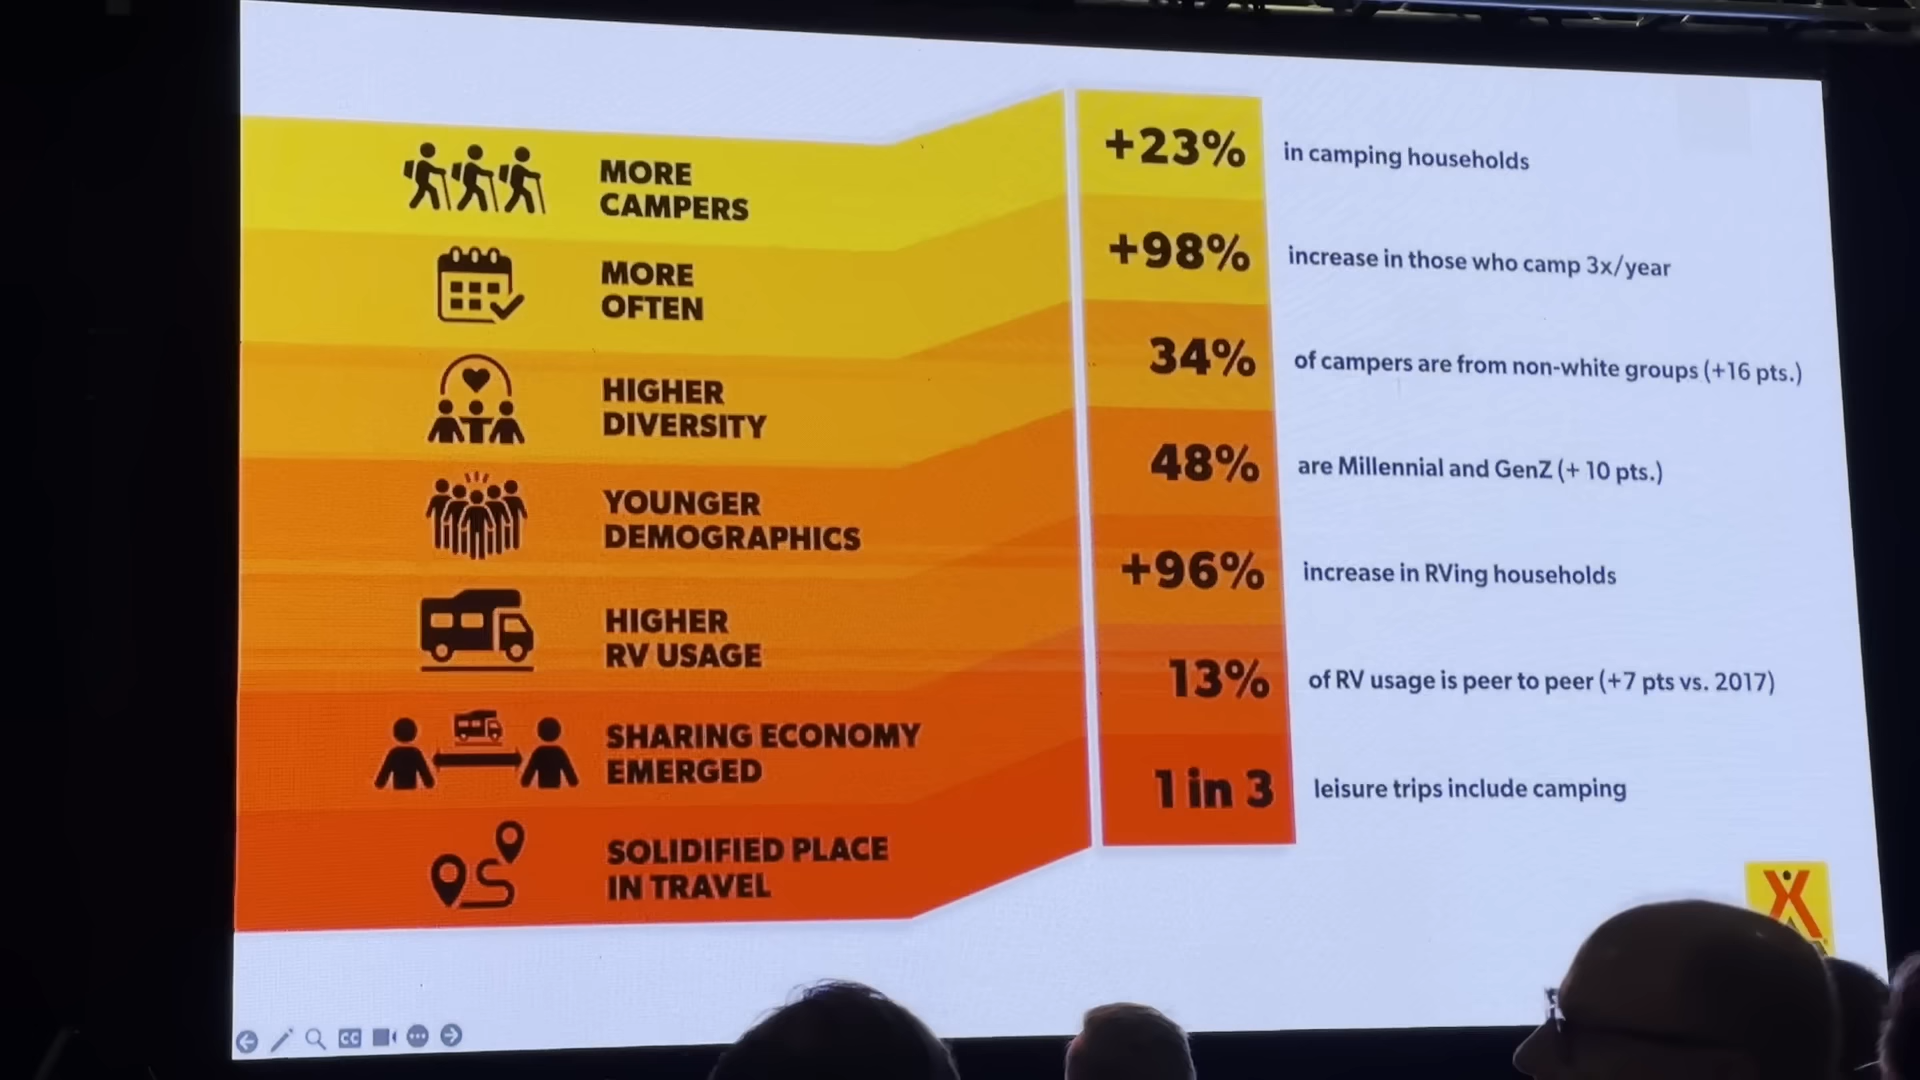 MORE
CAMPERS
+23% in camping households
MORE
OFTEN
+98% increase in those who camp 3x/year
HIGHER
DIVERSITY
34% of campers are from non-white groups (+16 pts.)
YOUNGER
DEMOGRAPHICS
48% are Millennial and GenZ (+ 10 pts.)
HIGHER
RV USAGE
+96% increase in RVing households
SHARING ECONOMY
EMERGED
13% of RV usage is peer to peer (+7 pts vs. 2017)
SOLIDIFIED PLACE
IN TRAVEL
1 in 3 leisure trips include camping
CC